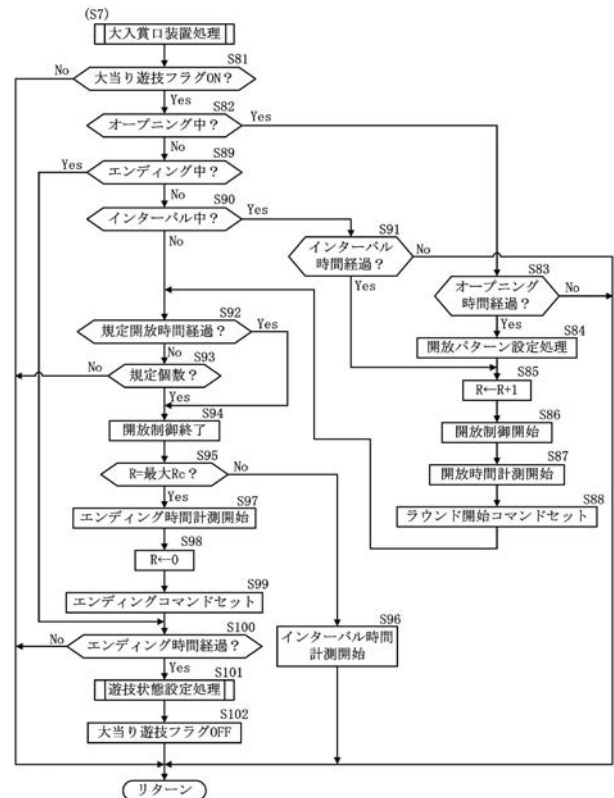 (S7)
大入賞口装置処理
S81
大当り遊技フラグON？
No
Yes
S82
オープニング中？
Yes
No
S89
エンディング中？
Yes
No
S90
インターバル中？
Yes
No
S91
インターバル
時間経過？
No
Yes
S83
オープニング
時間経過？
No
Yes
S84
開放パターン設定処理
S85
R←R+1
S86
開放制御開始
S87
開放時間計測開始
S88
ラウンド開始コマンドセット
S92
規定開放時間経過？
Yes
No
S93
規定個数？
No
Yes
S94
開放制御終了
S95
R=最大Rc？
No
Yes
S97
エンディング時間計測開始
S98
R←0
S99
エンディングコマンドセット
S96
インターバル時間
計測開始
S100
エンディング時間経過？
No
Yes
S101
遊技状態設定処理
S102
大当り遊技フラグOFF
リターン